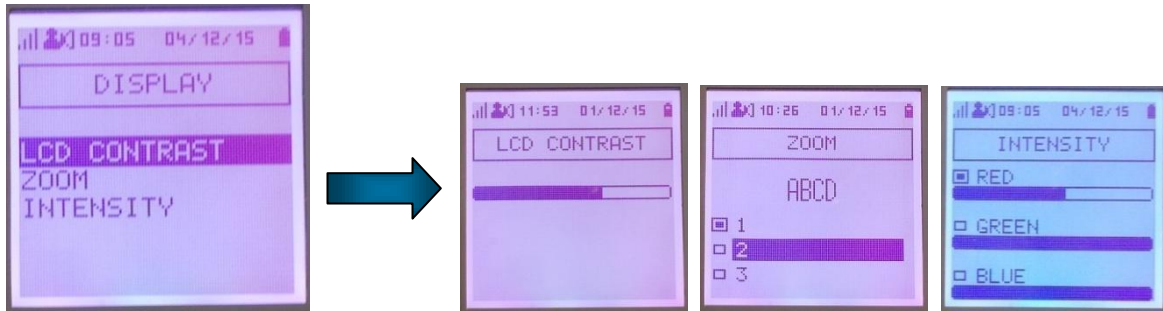 09:05 04/12/15
DISPLAY
LCD CONTRAST
ZOOM
INTENSITY
11:53 01/12/15
LCD CONTRAST
10:26 01/12/15
ZOOM
ABCD
1
2
3
09:05 04/12/15
INTENSITY
RED
GREEN
BLUE